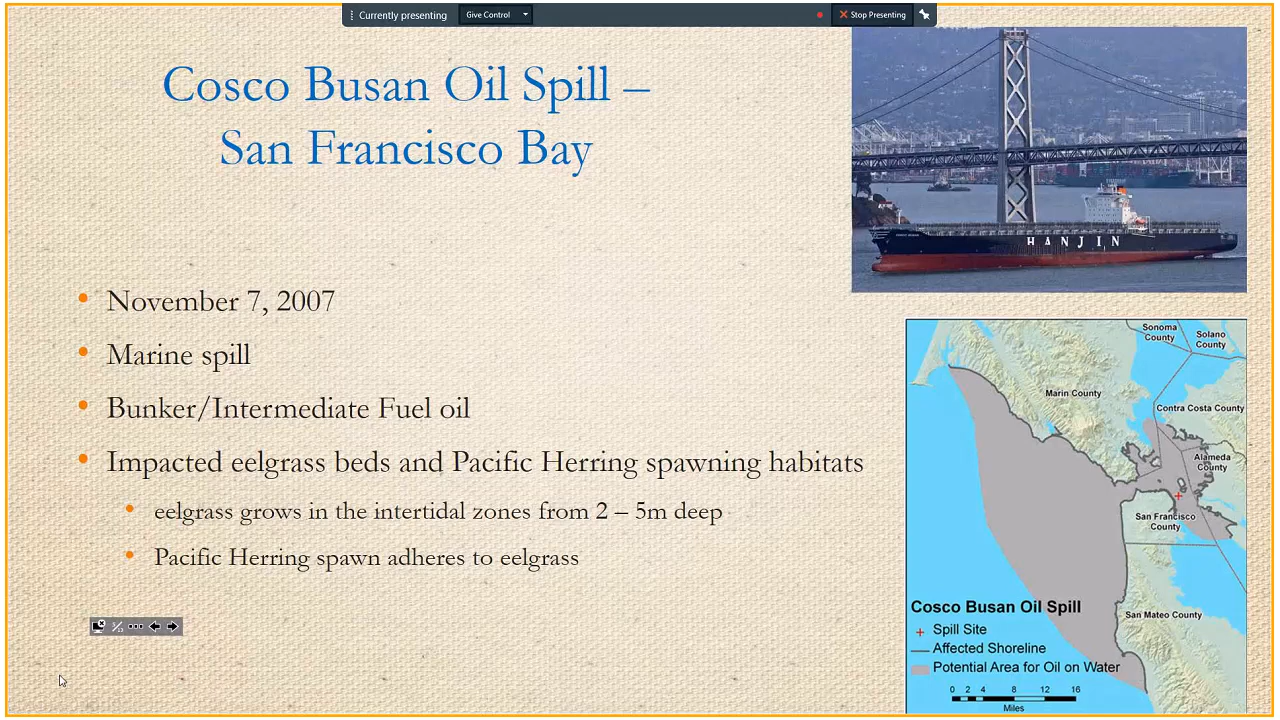 Currently presenting
Give Control
Stop Presenting
Cosco Busan Oil Spill –
San Francisco Bay
HANJIN
• November 7, 2007
• Marine spill
• Bunker/Intermediate Fuel oil
• Impacted eelgrass beds and Pacific Herring spawning habitats
• eelgrass grows in the intertidal zones from 2 – 5m deep
• Pacific Herring spawn adheres to eelgrass
Sonoma
County
Solano
County
Marin County
Contra Costa County
Alameda
County
San Francisco
County
San Mateo County
Cosco Busan Oil Spill
Spill Site
Affected Shoreline
Potential Area for Oil on Water
0 2 4 8 12 16
Miles